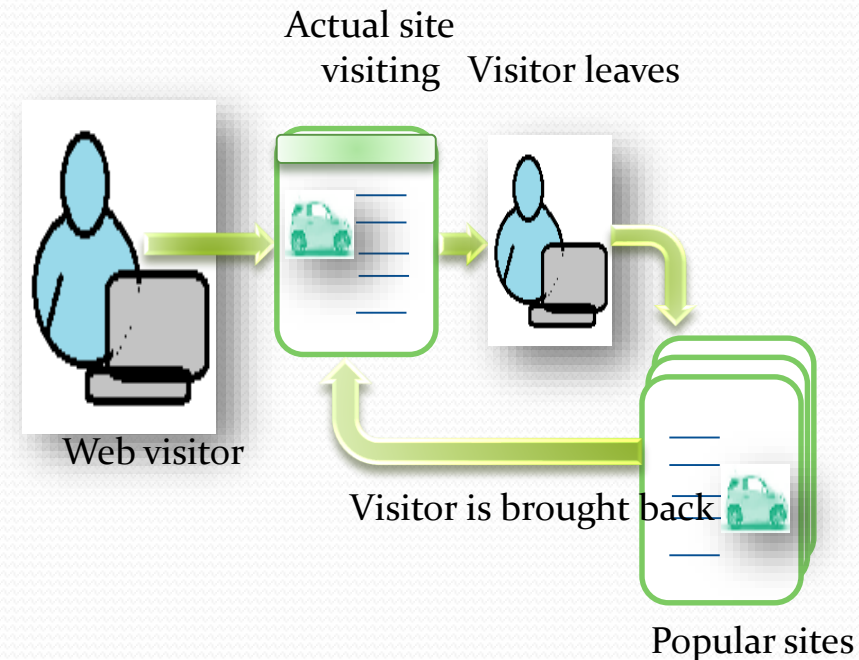 Actual site
visiting
Visitor leaves
Web visitor
Visitor is brought back
Popular sites